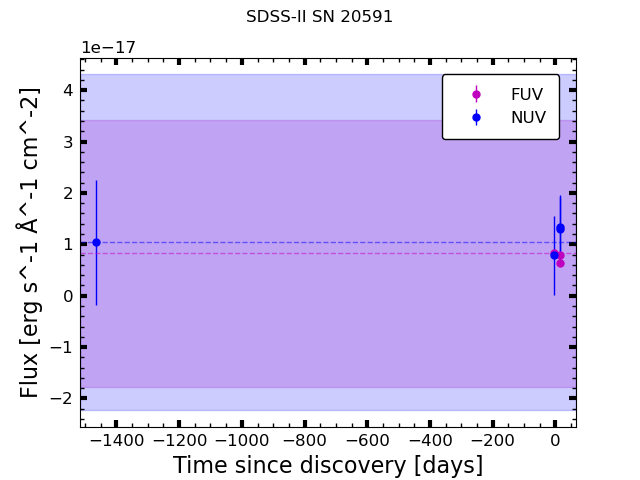 SDSS-II SN 20591
1e−17
FUV
NUV
4
3
2
1
0
−1
−2
Flux [erg s^-1 Å^-1 cm^-2]
−1400 −1200 −1000 −800 −600 −400 −200 0
Time since discovery [days]